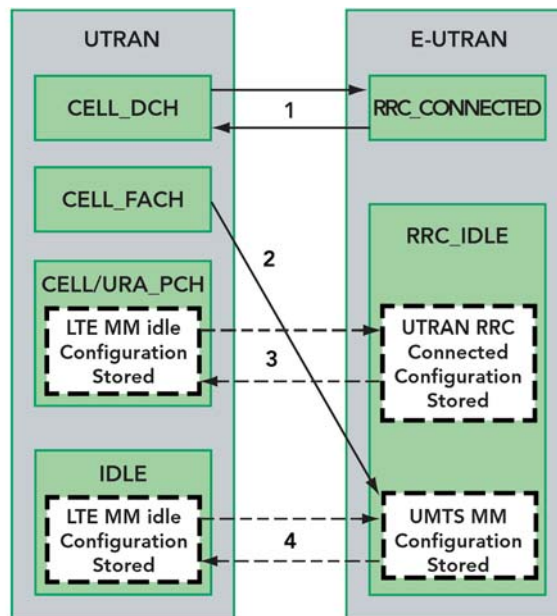 UTRAN
E-UTRAN
CELL_DCH
1
RRC_CONNECTED
CELL_FACH
2
RRC_IDLE
CELL/URA_PCH
LTE MM idle
Configuration
Stored
3
UTRAN RRC
Connected
Configuration
Stored
IDLE
LTE MM idle
Configuration
Stored
4
UMTS MM
Configuration
Stored